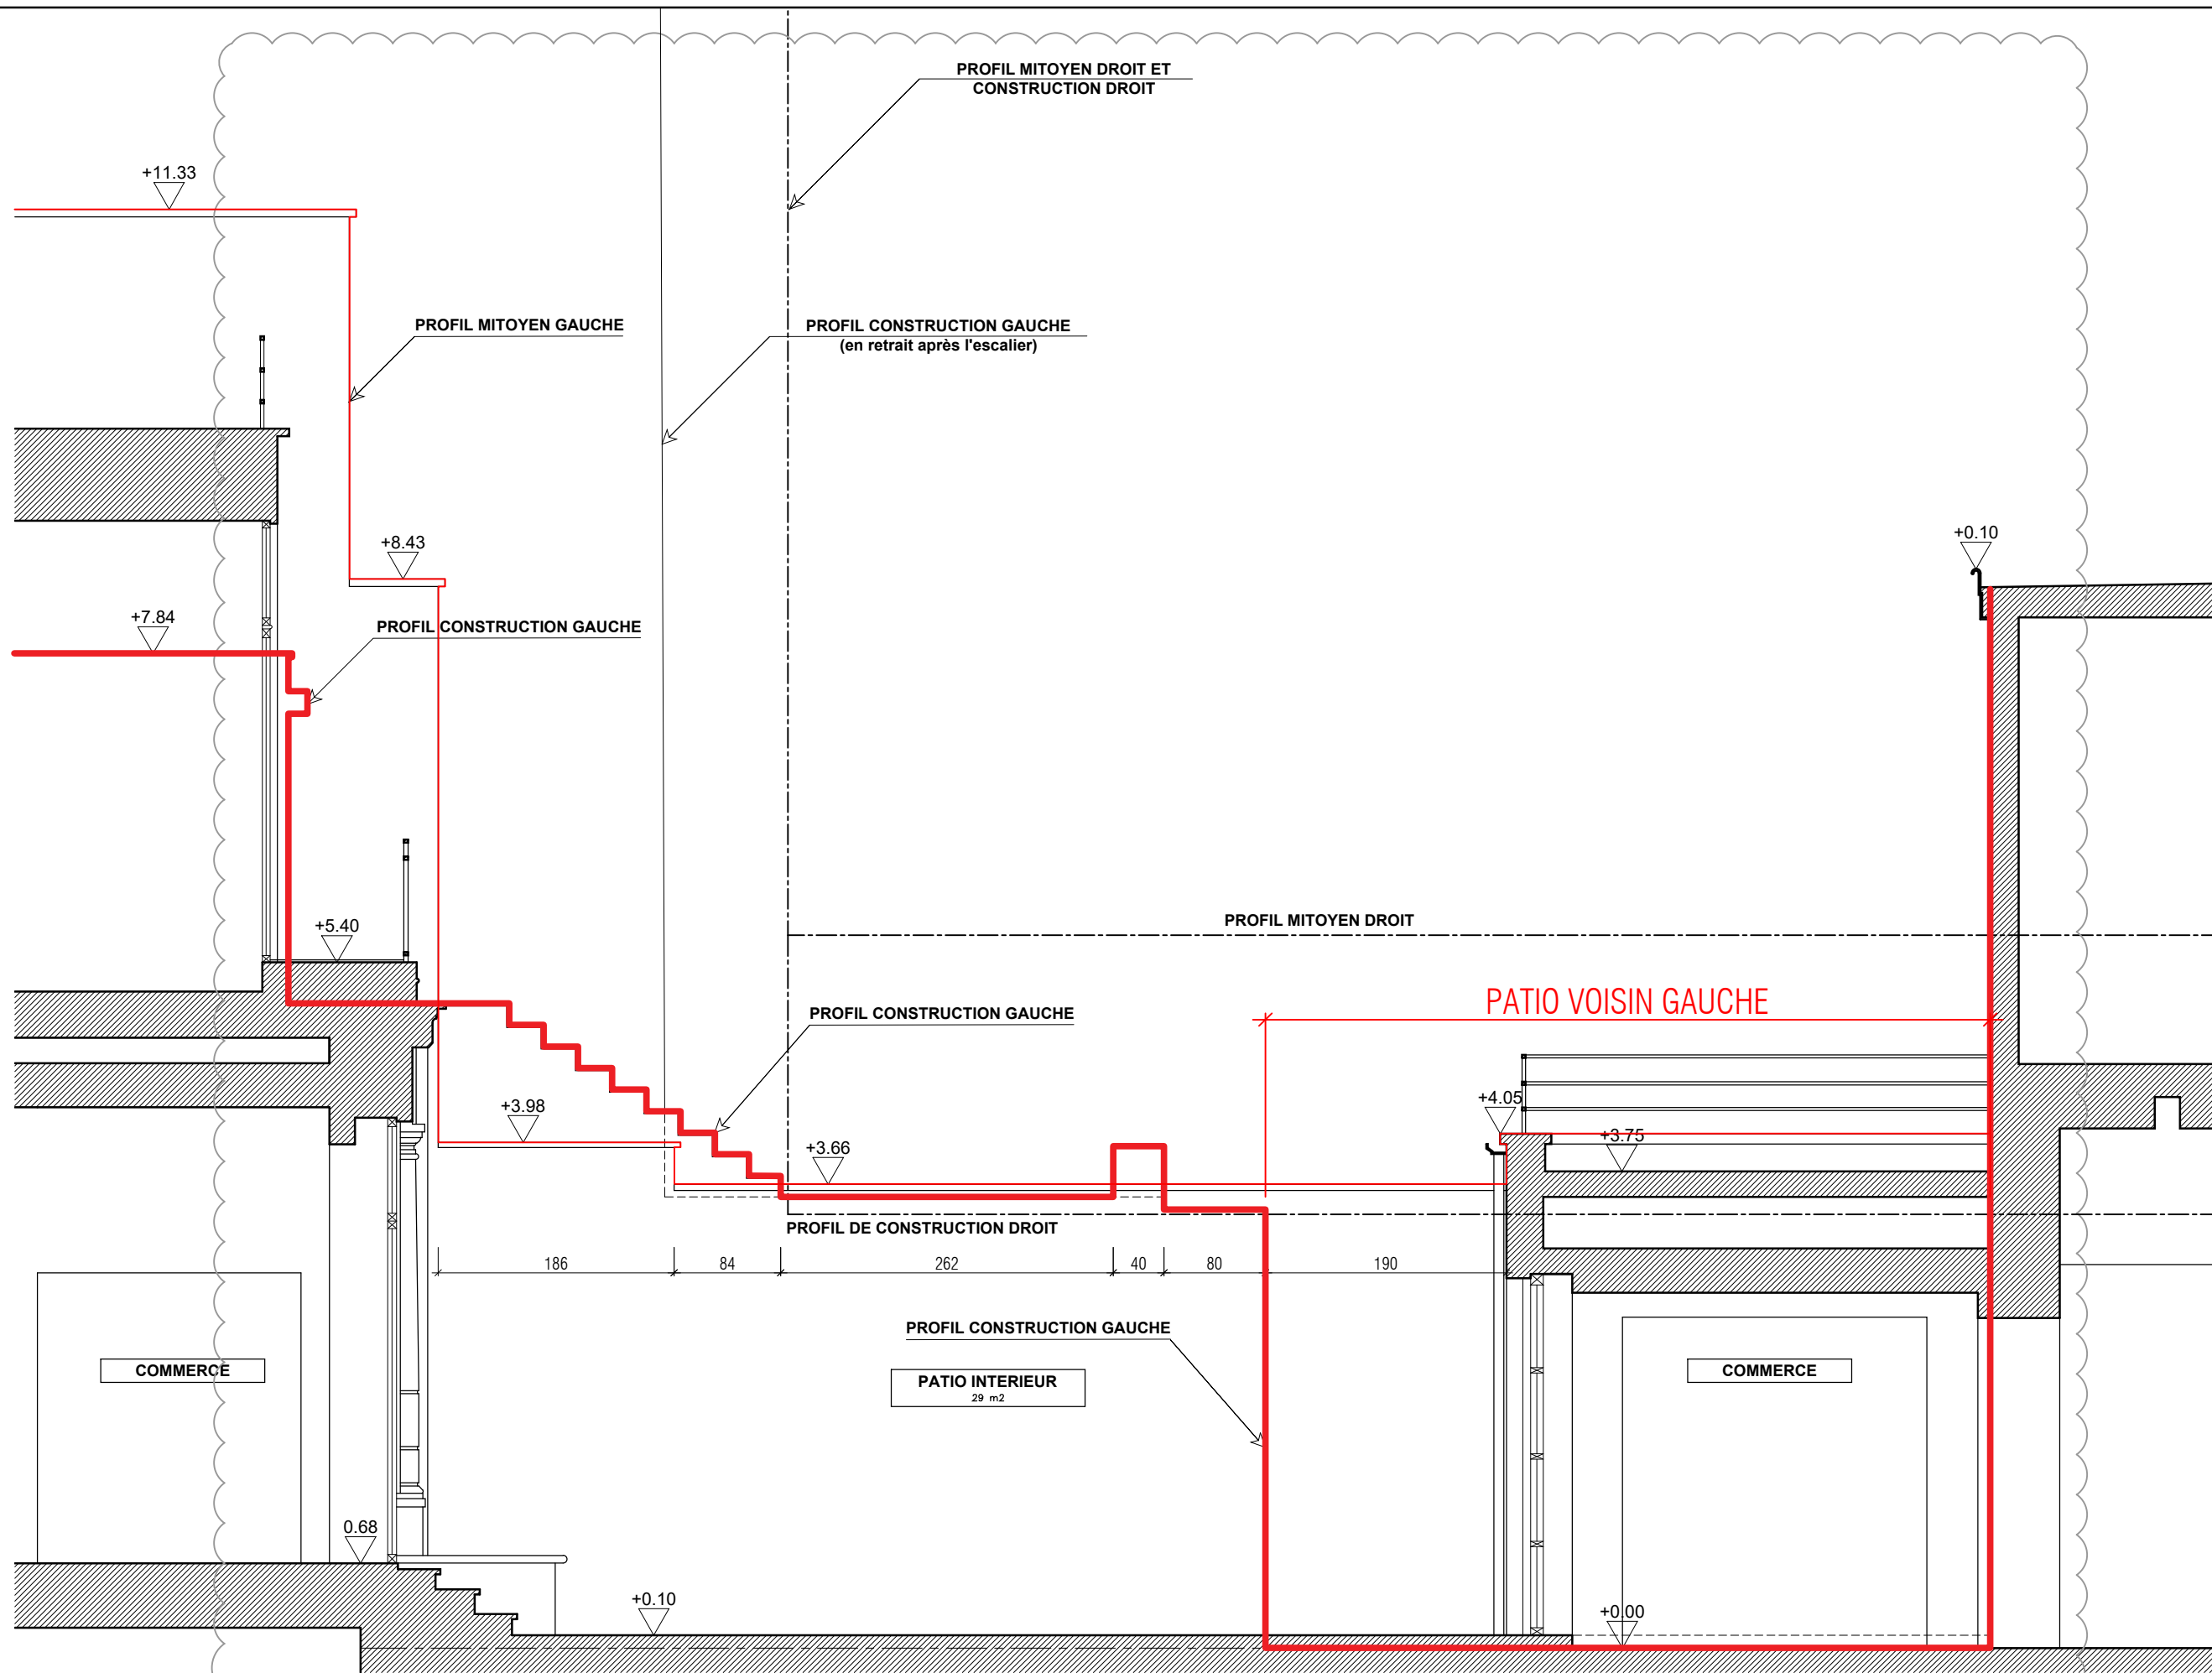 PROFIL MITOYEN DROIT ET
CONSTRUCTION DROIT
+11.33
PROFIL MITOYEN GAUCHE
PROFIL CONSTRUCTION GAUCHE
(en retrait après l'escalier)
+8.43
+0.10
+7.84
PROFIL CONSTRUCTION GAUCHE
PROFIL MITOYEN DROIT
+5.40
PATIO VOISIN GAUCHE
PROFIL CONSTRUCTION GAUCHE
+3.98
+4.05
+3.75
+3.66
PROFIL DE CONSTRUCTION DROIT
186
84
262
40
80
190
PROFIL CONSTRUCTION GAUCHE
COMMERCE
PATIO INTERIEUR
29 m2
COMMERCE
0.68
+0.10
+0.00